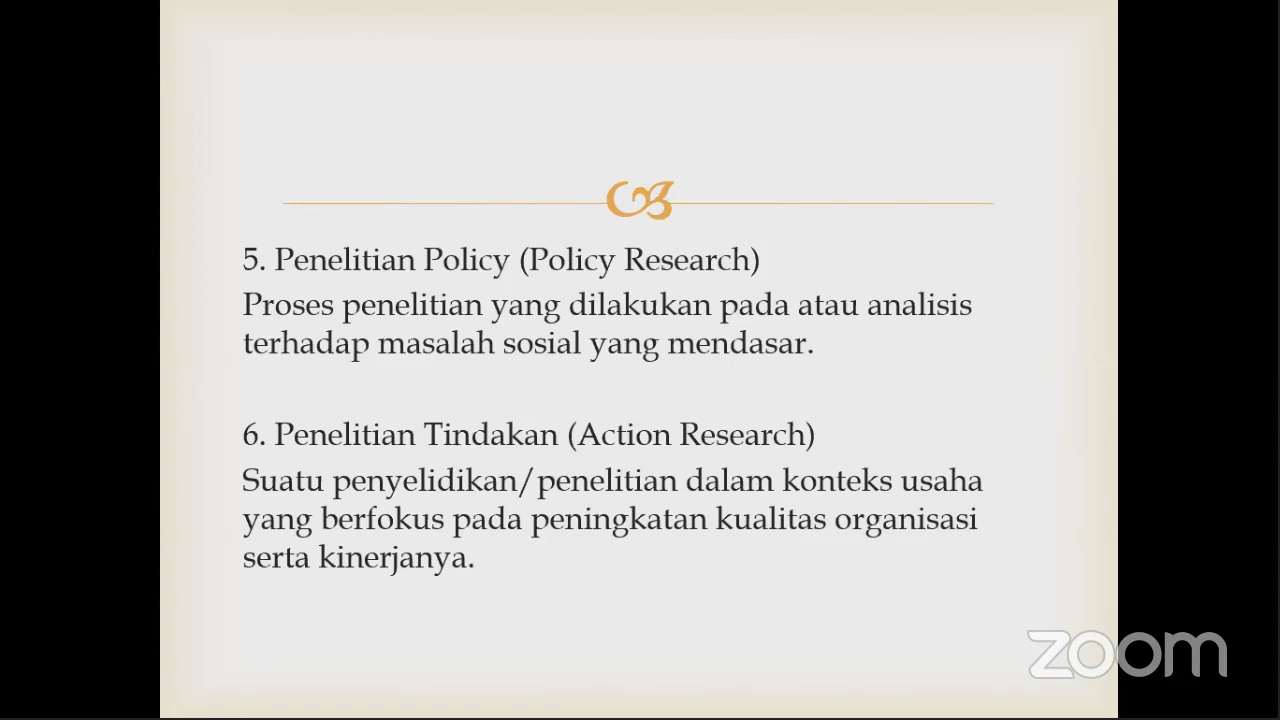 5. Penelitian Policy (Policy Research)
Proses penelitian yang dilakukan pada atau analisis
terhadap masalah sosial yang mendasar.
6. Penelitian Tindakan (Action Research)
Suatu penyelidikan/penelitian dalam konteks usaha
yang berfokus pada peningkatan kualitas organisasi
serta kinerjanya.
zoom